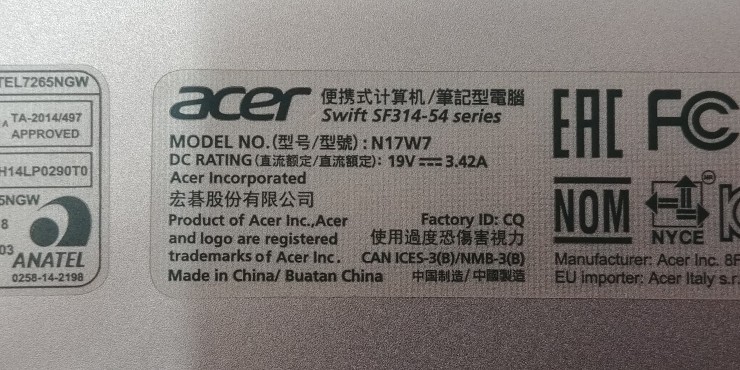 TEL7265NGW
TA-2014/497
APPROVED
H14LP0290T0
5NGW
8
03
ANATEL
0258-14-2198
acer 便携式计算机/筆記型電腦
Swift SF314-54 series
MODEL NO.(型号/型號): N17W7
DC RATING(直流额定/直流額定): 19V 3.42A
Acer Incorporated
宏碁股份有限公司
Product of Acer Inc.,Acer
and logo are registered
trademarks of Acer Inc.
Made in China/ Buatan China
Factory ID: CQ
使用過度恐傷害視力
CAN ICES-3(B)/NMB-3(B)
中国制造/中國製造
EAC FC
NOM
NYCE
Manufacturer: Acer Inc. 8F
EU importer: Acer Italy s.r.